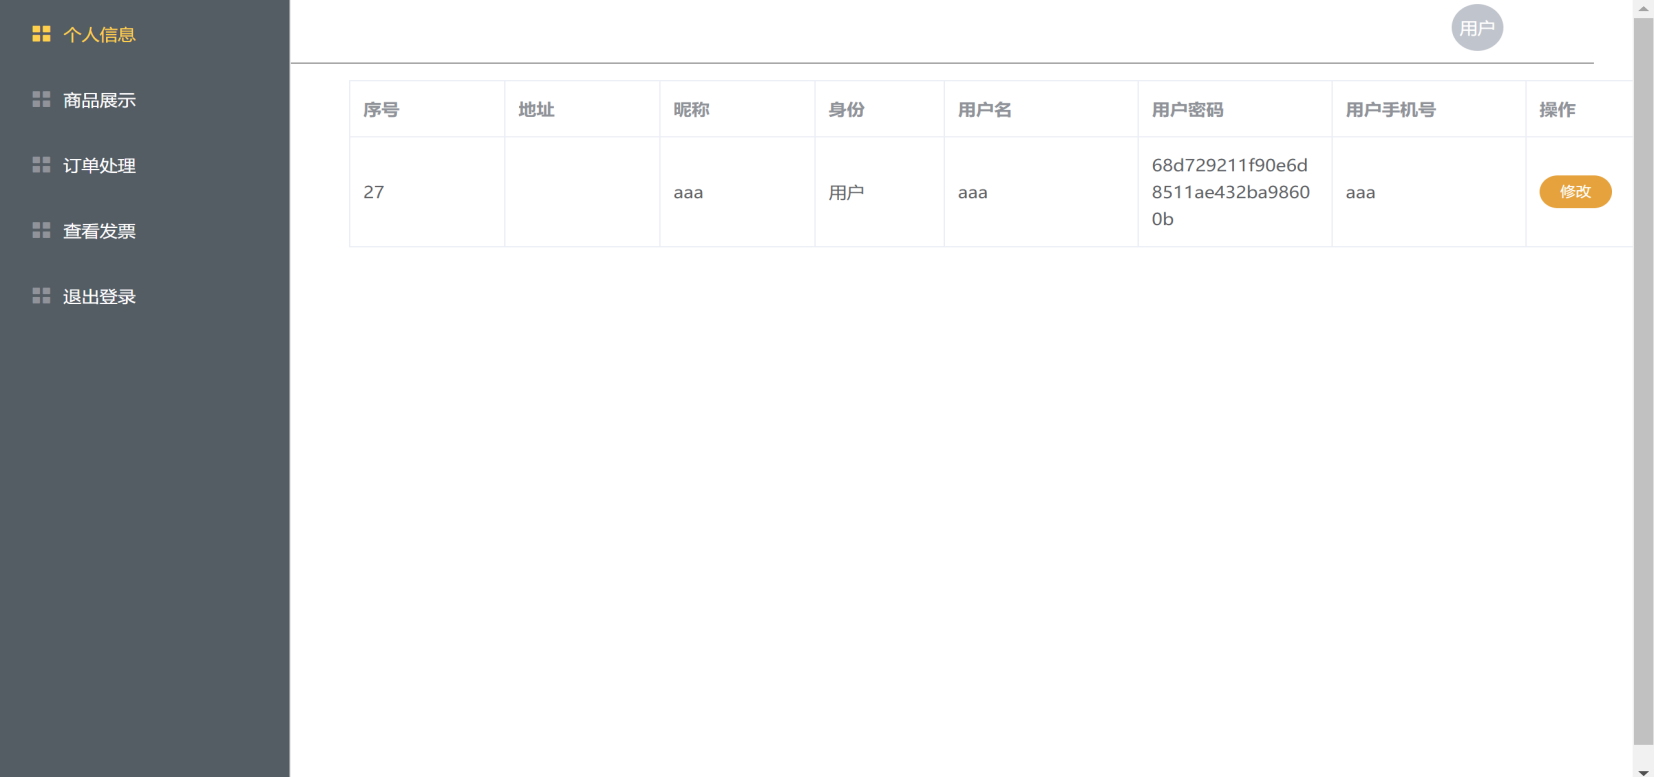 个人信息
商品展示
订单处理
查看发票
退出登录
用户
序号
地址
昵称
身份
用户名
用户密码
用户手机号
操作
27
aaa
用户
aaa
68d729211f90e6d
8511ae432ba9860
0b
aaa
修改